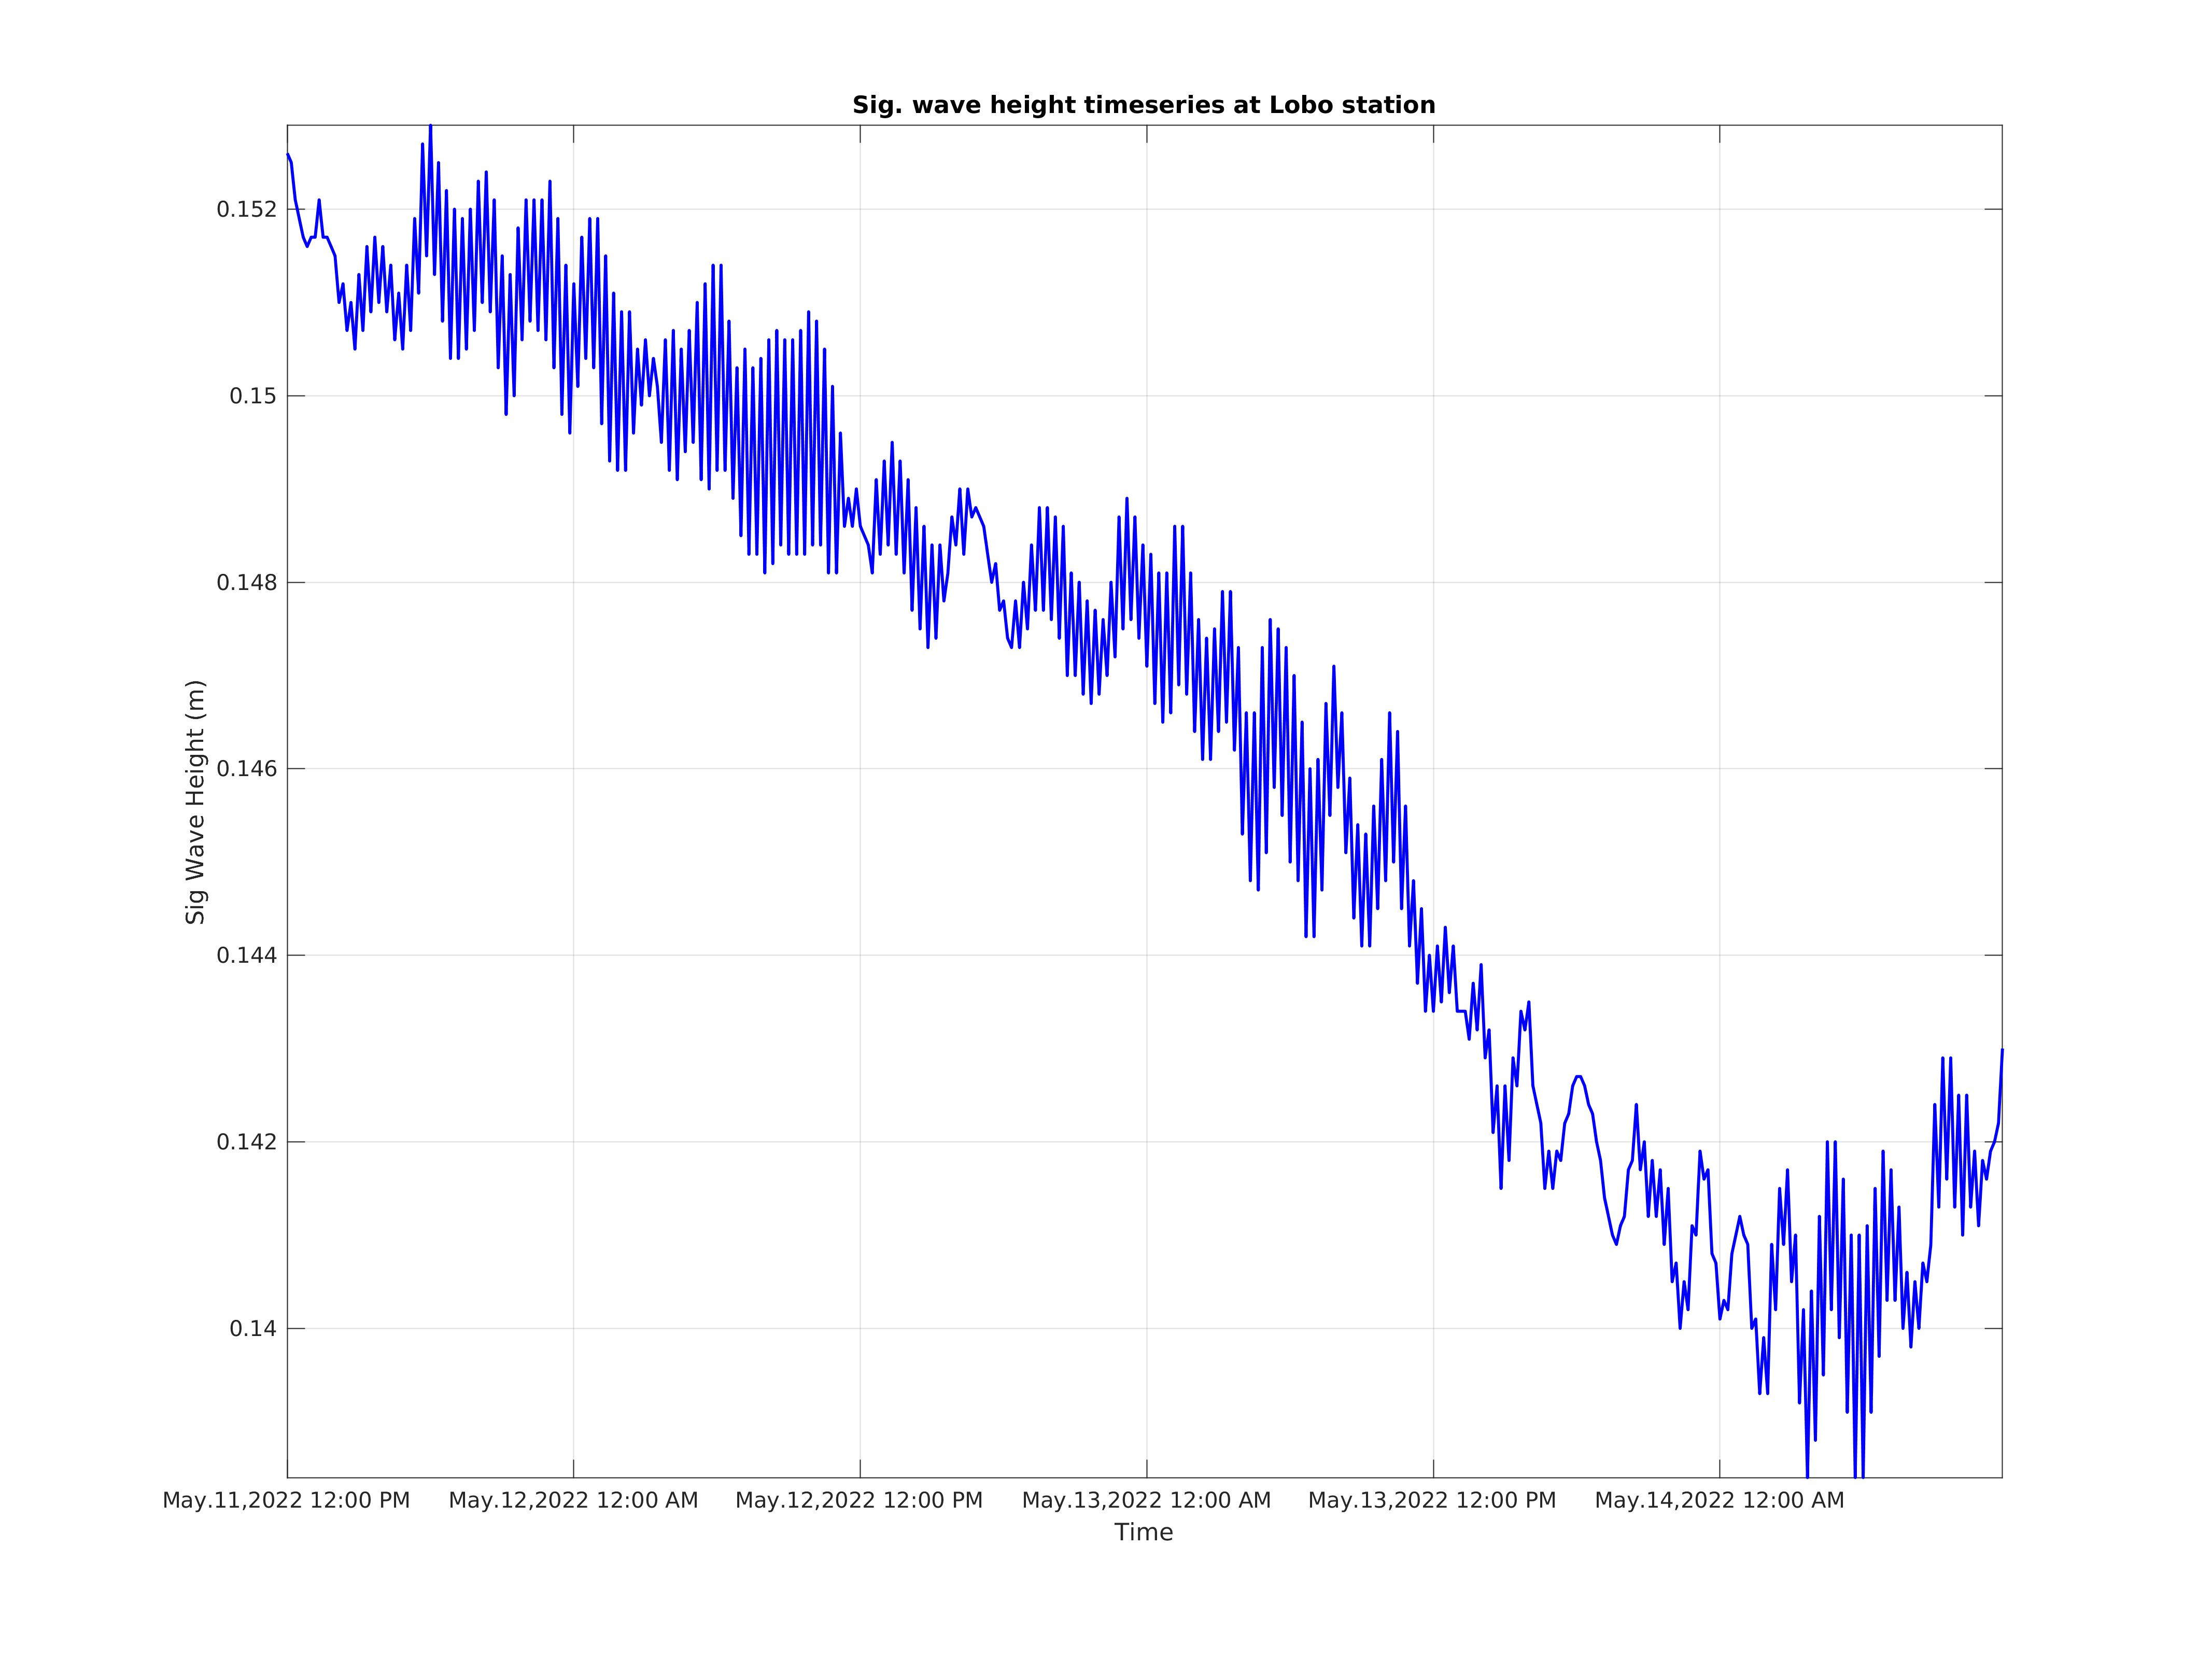 Sig. wave height timeseries at Lobo station
0.152
0.15
0.148
0.146
0.144
0.142
0.14
Sig Wave Height (m)
May.11,2022 12:00 PM May.12,2022 12:00 AM May.12,2022 12:00 PM May.13,2022 12:00 AM May.13,2022 12:00 PM May.14,2022 12:00 AM
Time